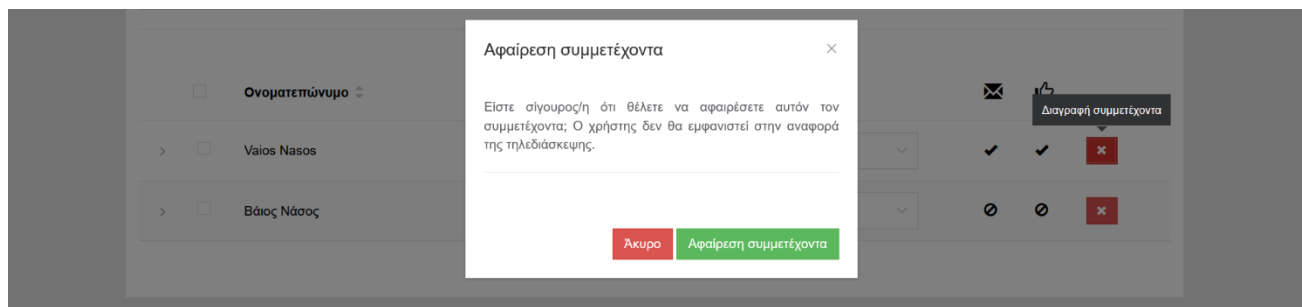 Αφαίρεση συμμετέχοντα
Ονοματεπώνυμο
Διαγραφή συμμετέχοντα
Είστε σίγουρος/η ότι θέλετε να αφαιρέσετε αυτόν τον
συμμετέχοντα; Ο χρήστης δεν θα εμφανιστεί στην αναφορά
της τηλεδιάσκεψης.
Vaios Nasos
Βάιος Νάσος
Άκυρο
Αφαίρεση συμμετέχοντα